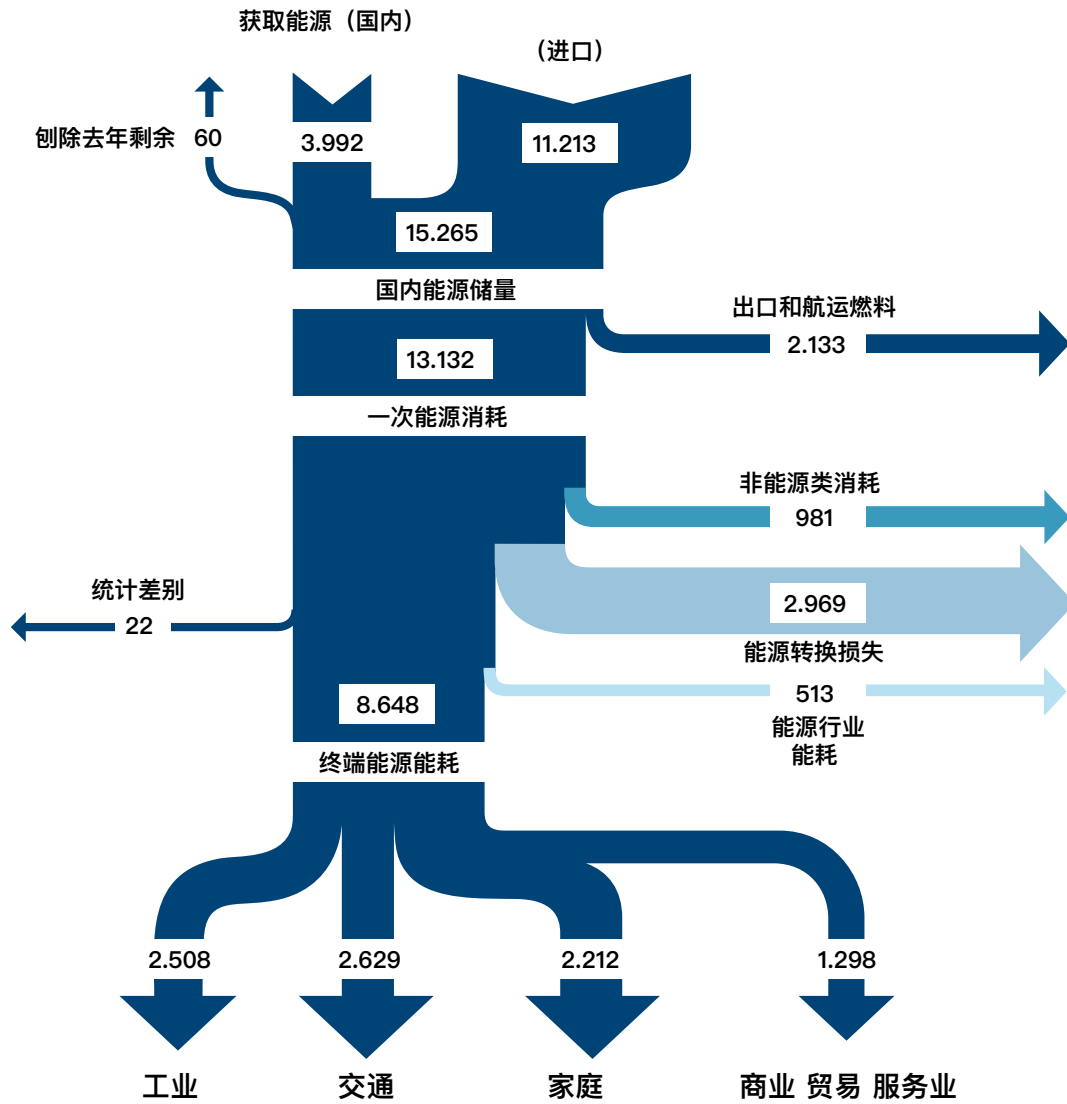 获取能源（国内）
（进口）
刨除去年剩余 60
3.992
11.213
15.265
国内能源储量
出口和航运燃料
2.133
13.132
一次能源消耗
非能源类消耗
981
统计差别
22
2.969
能源转换损失
513
能源行业
能耗
8.648
终端能源能耗
2.508
2.629
2.212
1.298
工业
交通
家庭
商业 贸易 服务业